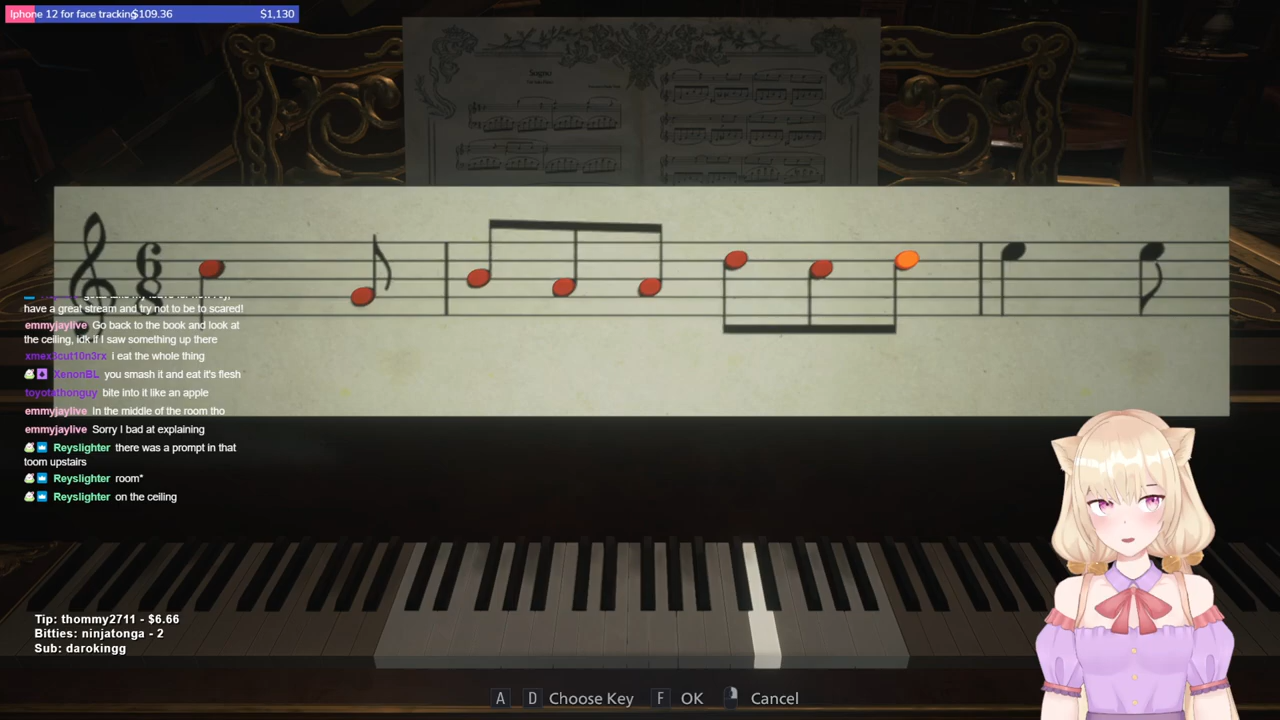 Iphone 12 for face tracking $109.36 $1,130
6
8
have a great stream and try not to be to scared!
emmyjaylive Go back to the book and look at
the ceiling, idk if I saw something up there
i eat the whole thing
XenonBL you smash it and eat it's flesh
toyotathonguy bite into it like an apple
emmyjaylive In the middle of the room tho
emmyjaylive Sorry I bad at explaining
Reyslighter there was a prompt in that
toom upstairs
Reyslighter room*
Reyslighter on the ceiling
Tip: thommy2711 - $6.66
Bitties: ninjatonga - 2
Sub: darokingg
A D Choose Key F OK Cancel